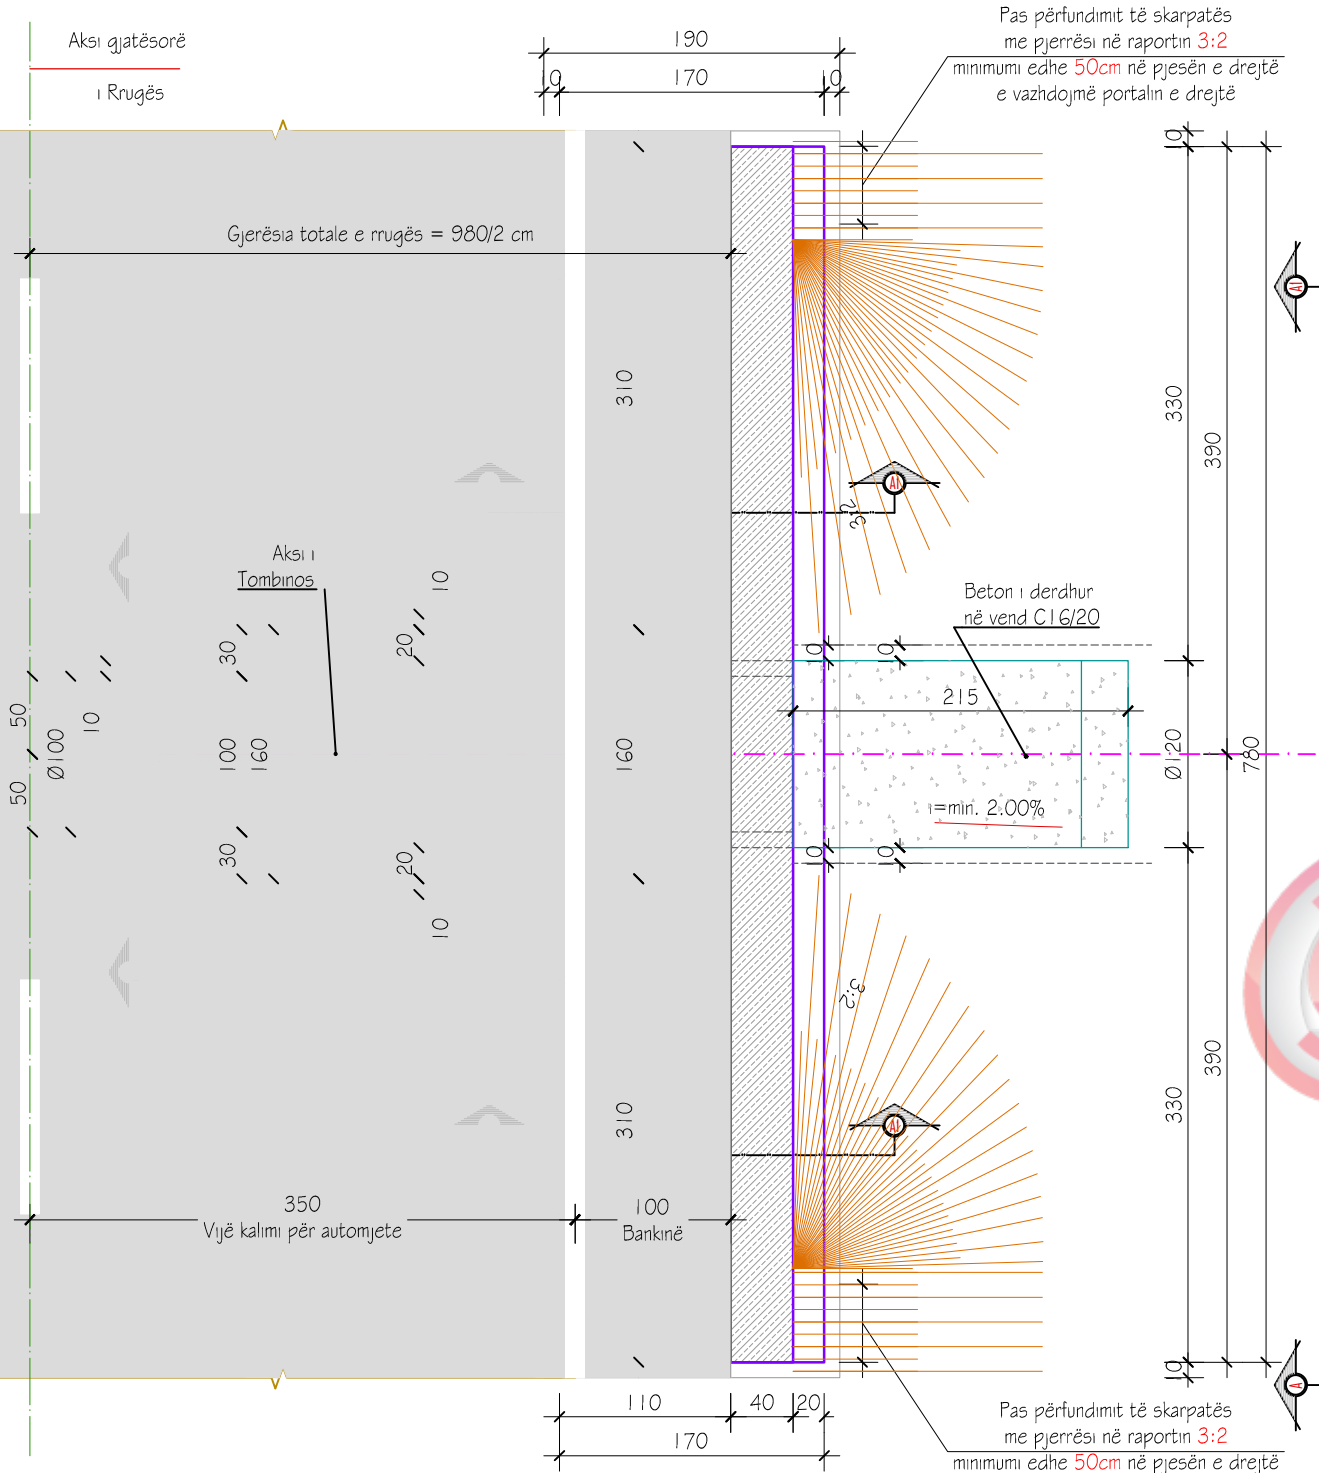 Aksi gjatësorë
i Rrugës
190
10
170
10
Pas përfundimit të skarpatës
me pjerrësi në raportin 3:2
minimumi edhe 50cm në pjesën e drejtë
e vazhdojmë portalin e drejtë
10
Gjerësia totale e rrugës = 980/2 cm
A1
310
330
390
A1
3:2
Aksi i
Tombinos
10
Beton i derdhur
në vend C16/20
30
20
10
10
50
Ø100
10
215
100
160
160
Ø120
780
50
i=min. 2.00%
30
20
10
10
10
3:2
390
310
330
A1
350
Vijë kalimi për automjete
100
Bankinë
10
A
110
40
20
170
Pas përfundimit të skarpatës
me pjerrësi në raportin 3:2
minimumi edhe 50cm në pjesën e drejtë